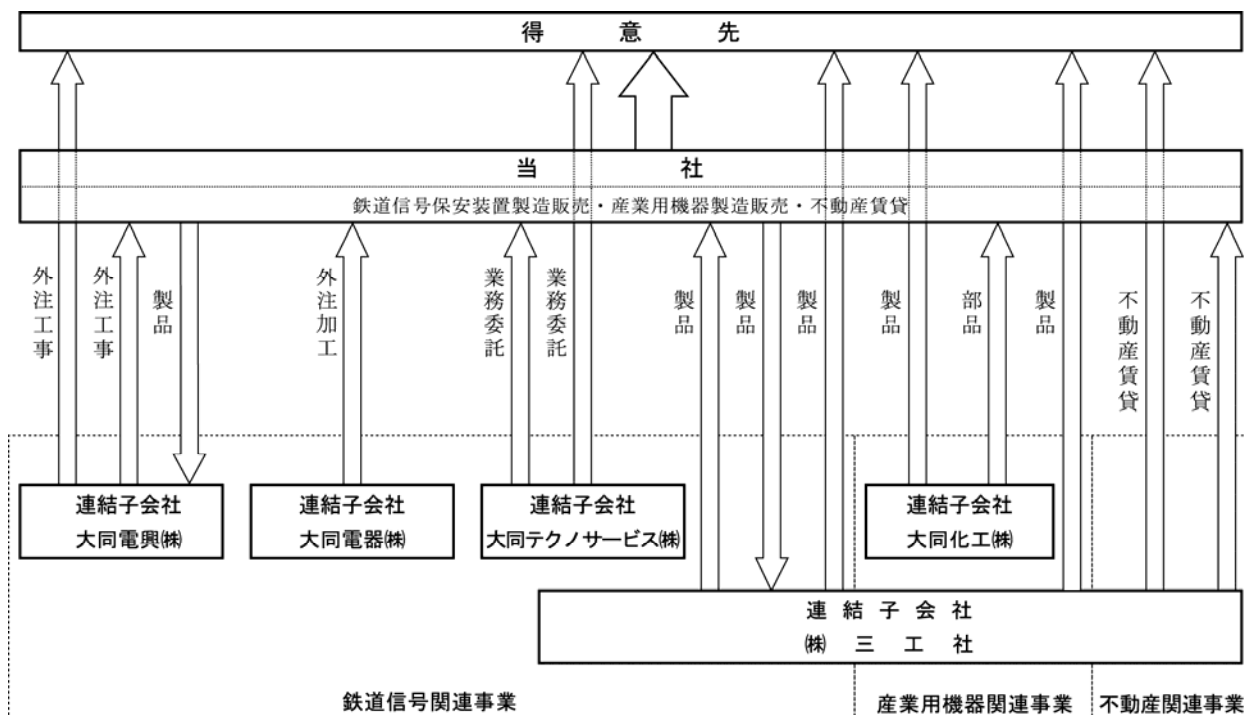 得意先
当社
鉄道信号保安装置製造販売・産業用機器製造販売・不動産賃貸
外注工事
外注工事
製品
外注加工
業務委託
業務委託
製品
製品
製品
製品
部品
製品
不動産賃貸
不動産賃貸
連結子会社
大同電興㈱
連結子会社
大同電器㈱
連結子会社
大同テクノサービス㈱
連結子会社
大同化工㈱
連結子会社
㈱三工社
鉄道信号関連事業
産業用機器関連事業
不動産関連事業